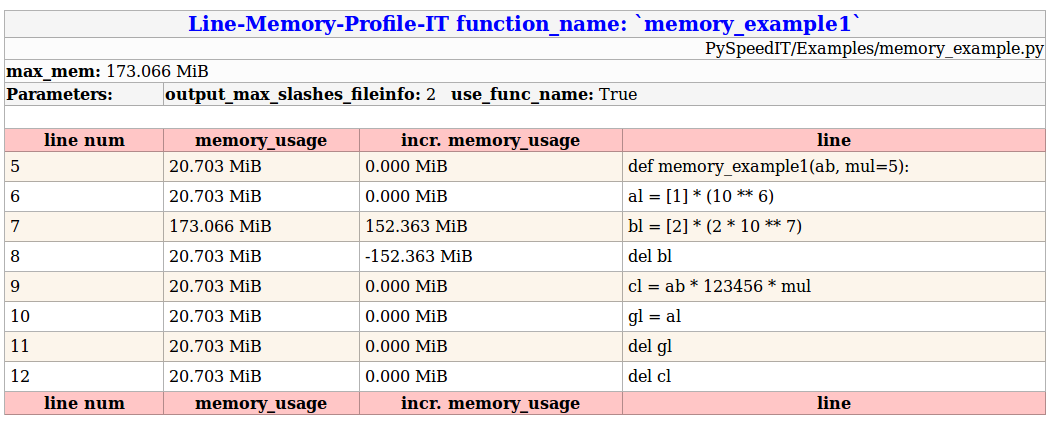 Line-Memory-Profile-IT function_name: `memory_example1`
PySpeedIT/Examples/memory_example.py
max_mem: 173.066 MiB
Parameters: output_max_slashes_fileinfo: 2 use_func_name: True
line num memory_usage incr. memory_usage line
5 20.703 MiB 0.000 MiB def memory_example1(ab, mul=5):
6 20.703 MiB 0.000 MiB al = [1] * (10 ** 6)
7 173.066 MiB 152.363 MiB bl = [2] * (2 * 10 ** 7)
8 20.703 MiB -152.363 MiB del bl
9 20.703 MiB 0.000 MiB cl = ab * 123456 * mul
10 20.703 MiB 0.000 MiB gl = al
11 20.703 MiB 0.000 MiB del gl
12 20.703 MiB 0.000 MiB del cl
line num memory_usage incr. memory_usage line